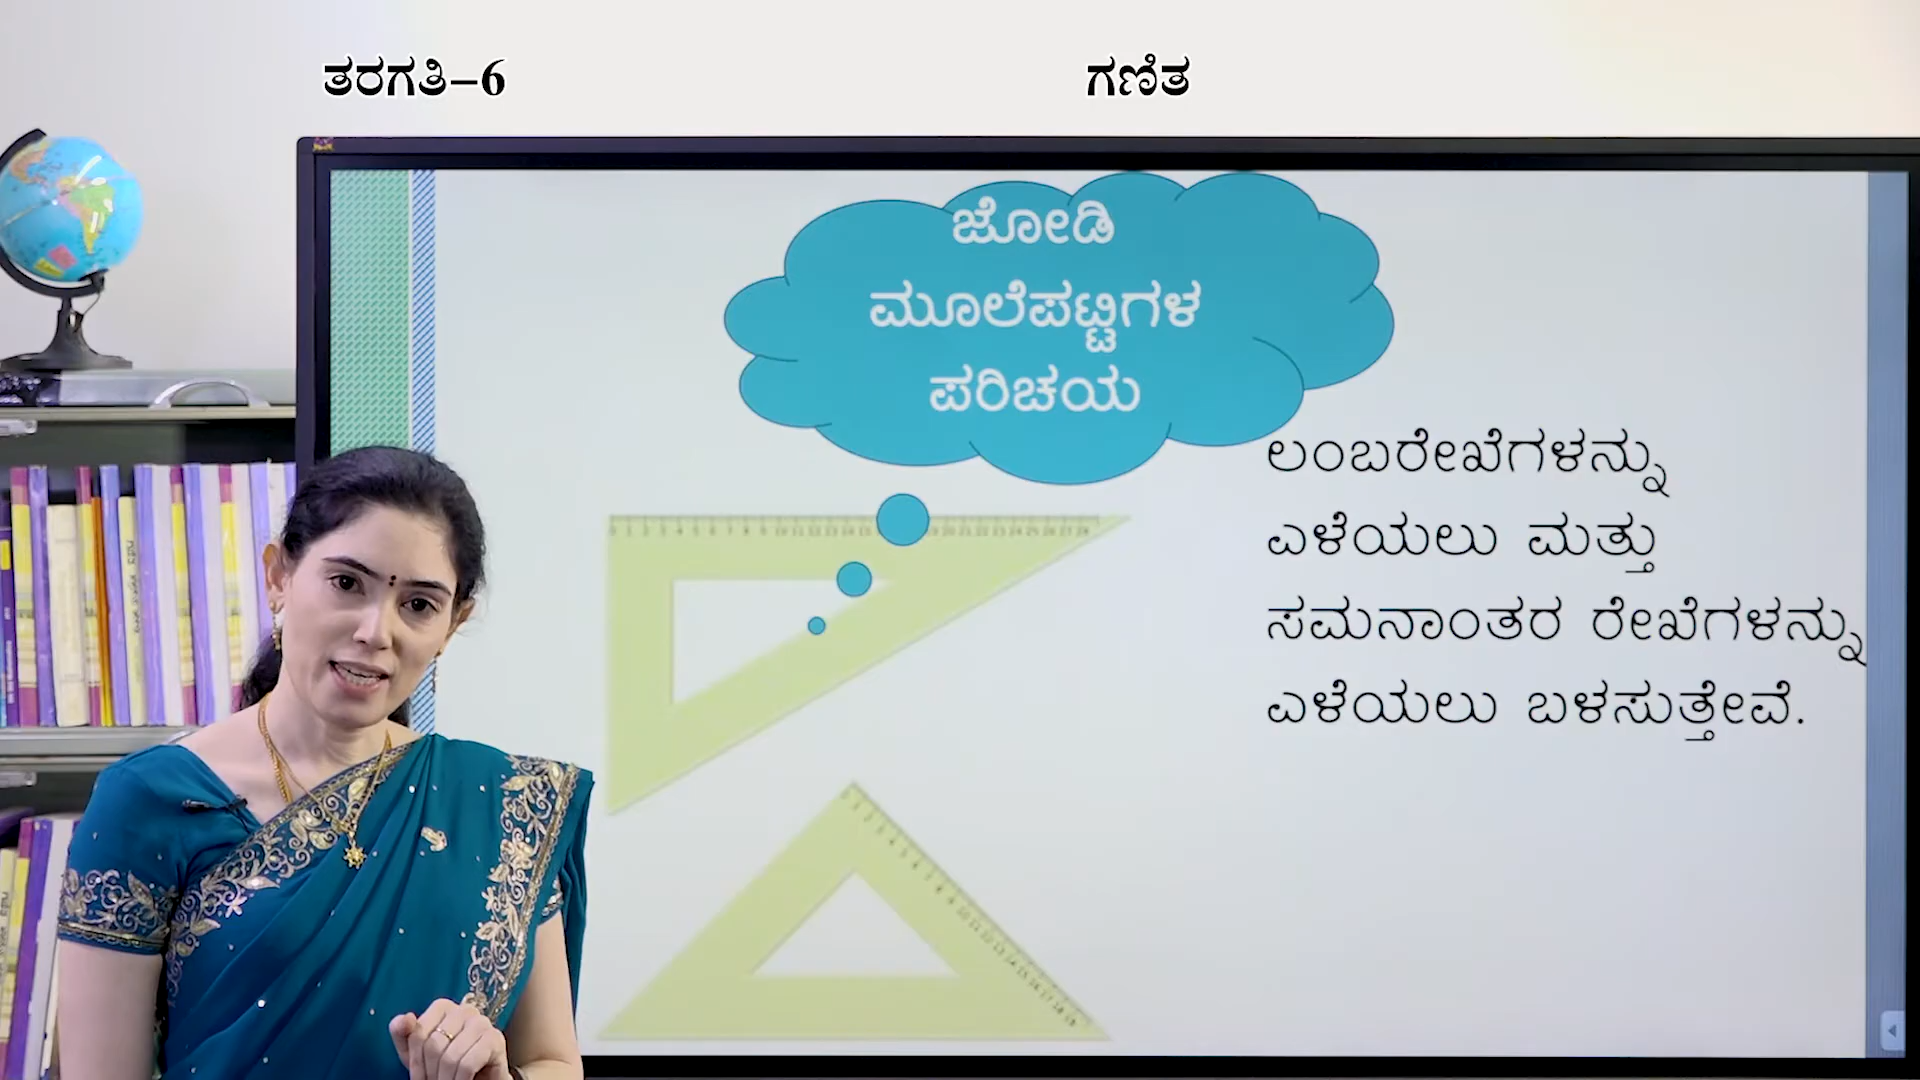 ತರಗತಿ–6
ಗಣಿತ
ಜೋಡಿ
ಮೂಲೆಪಟ್ಟಿಗಳ
ಪರಿಚಯ
ಲಂಬರೇಖೆಗಳನ್ನು
ಎಳೆಯಲು ಮತ್ತು
ಸಮನಾಂತರ ರೇಖೆಗಳನ್ನು
ಎಳೆಯಲು ಬಳಸುತ್ತೇವೆ.